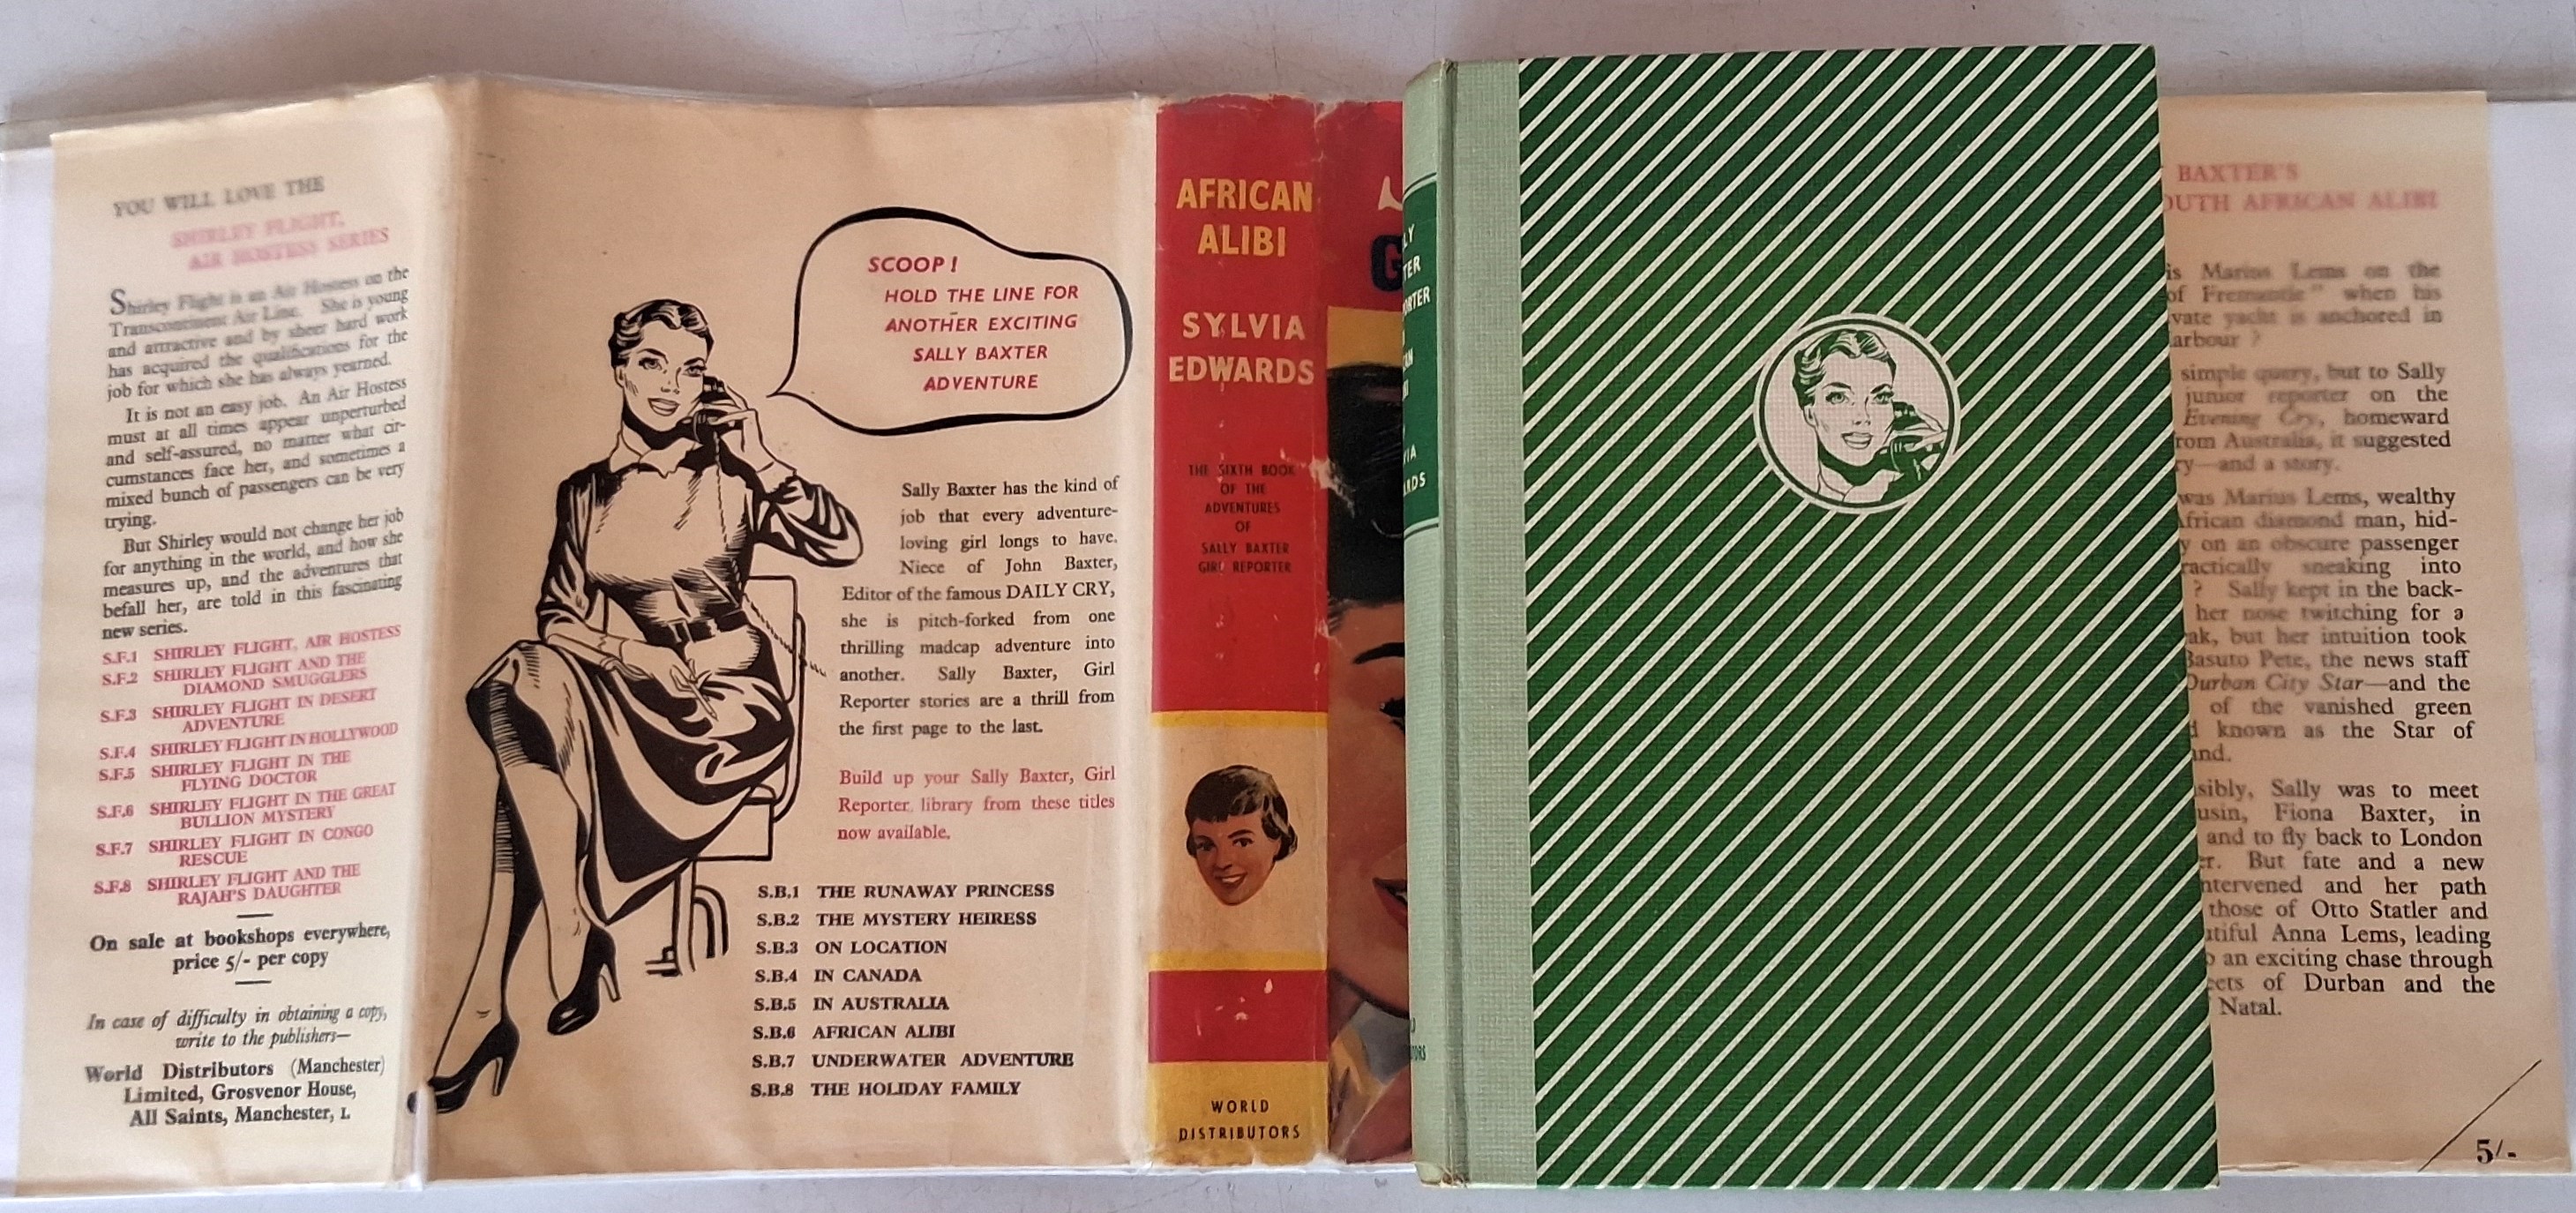 YOU WILL LOVE THE
SHIRLEY FLIGHT,
AIR HOSTESS SERIES
Shirley Flight is an Air Hostess on the
Transcontinent Air Line. She is young
and attractive and by sheer hard work
has acquired the qualifications for the
job for which she has always yearned.
It is not an easy job. An Air Hostess
must at all times appear unperturbed
and self-assured, no matter what cir-
cumstances face her, and sometimes a
mixed bunch of passengers can be very
trying.
But Shirley would not change her job
for anything in the world, and how she
measures up, and the adventures that
befall her, are told in this fascinating
new series.
S.F.1 SHIRLEY FLIGHT, AIR HOSTESS
S.F.2 SHIRLEY FLIGHT AND THE
DIAMOND SMUGGLERS
S.F.3 SHIRLEY FLIGHT IN DESERT
ADVENTURE
S.F.4 SHIRLEY FLIGHT IN HOLLYWOOD
S.F.5 SHIRLEY FLIGHT IN THE
FLYING DOCTOR
S.F.6 SHIRLEY FLIGHT IN THE GREAT
BULLION MYSTERY
S.F.7 SHIRLEY FLIGHT IN CONGO
RESCUE
S.F.8 SHIRLEY FLIGHT AND THE
RAJAH'S DAUGHTER
On sale at bookshops everywhere,
price 5/- per copy
In case of difficulty in obtaining a copy,
write to the publishers—
World Distributors (Manchester)
Limited, Grosvenor House,
All Saints, Manchester, 1.
SCOOP!
HOLD THE LINE FOR
ANOTHER EXCITING
SALLY BAXTER
ADVENTURE
Sally Baxter has the kind of
job that every adventure-
loving girl longs to have.
Niece of John Baxter,
Editor of the famous DAILY CRY,
she is pitch-forked from one
thrilling madcap adventure into
another. Sally Baxter, Girl
Reporter stories are a thrill from
the first page to the last.
Build up your Sally Baxter, Girl
Reporter library from these titles
now available.
S.B.1 THE RUNAWAY PRINCESS
S.B.2 THE MYSTERY HEIRESS
S.B.3 ON LOCATION
S.B.4 IN CANADA
S.B.5 IN AUSTRALIA
S.B.6 AFRICAN ALIBI
S.B.7 UNDERWATER ADVENTURE
S.B.8 THE HOLIDAY FAMILY
AFRICAN
ALIBI
SYLVIA
EDWARDS
THE SIXTH BOOK
OF THE
ADVENTURES
OF
SALLY BAXTER
GIRL REPORTER
WORLD
DISTRIBUTORS
BAXTER'S
OUTH AFRICAN ALIBI
is Marius Lems on the
of Fremantle" when his
vate yacht is anchored in
arbour ?
simple query, but to Sally
junior reporter on the
Evening Cry, homeward
rom Australia, it suggested
ry—and a story.
was Marius Lems, wealthy
African diamond man, hid-
y on an obscure passenger
ractically sneaking into
? Sally kept in the back-
her nose twitching for a
ak, but her intuition took
Basuto Pete, the news staff
Durban City Star—and the
of the vanished green
d known as the Star of
and.
sibly, Sally was to meet
usin, Fiona Baxter, in
and to fly back to London
er. But fate and a new
ntervened and her path
those of Otto Statler and
utiful Anna Lems, leading
o an exciting chase through
eets of Durban and the
Natal.
5/-